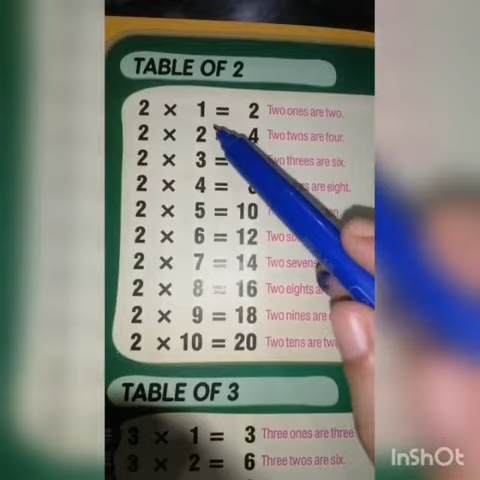 TABLE OF 2
2 × 1 = 2 Two ones are two.
2 × 2 = 4 Two twos are four.
2 × 3 = Two threes are six.
2 × 4 = are eight.
2 × 5 = 10
2 × 6 = 12 Two
2 × 7 = 14 Two sevens
2 × 8 = 16 Two eights
2 × 9 = 18 Two nines are
2 × 10 = 20 Two tens are
TABLE OF 3
3 × 1 = 3 Three ones are three
3 × 2 = 6 Three twos are six.
InShOt